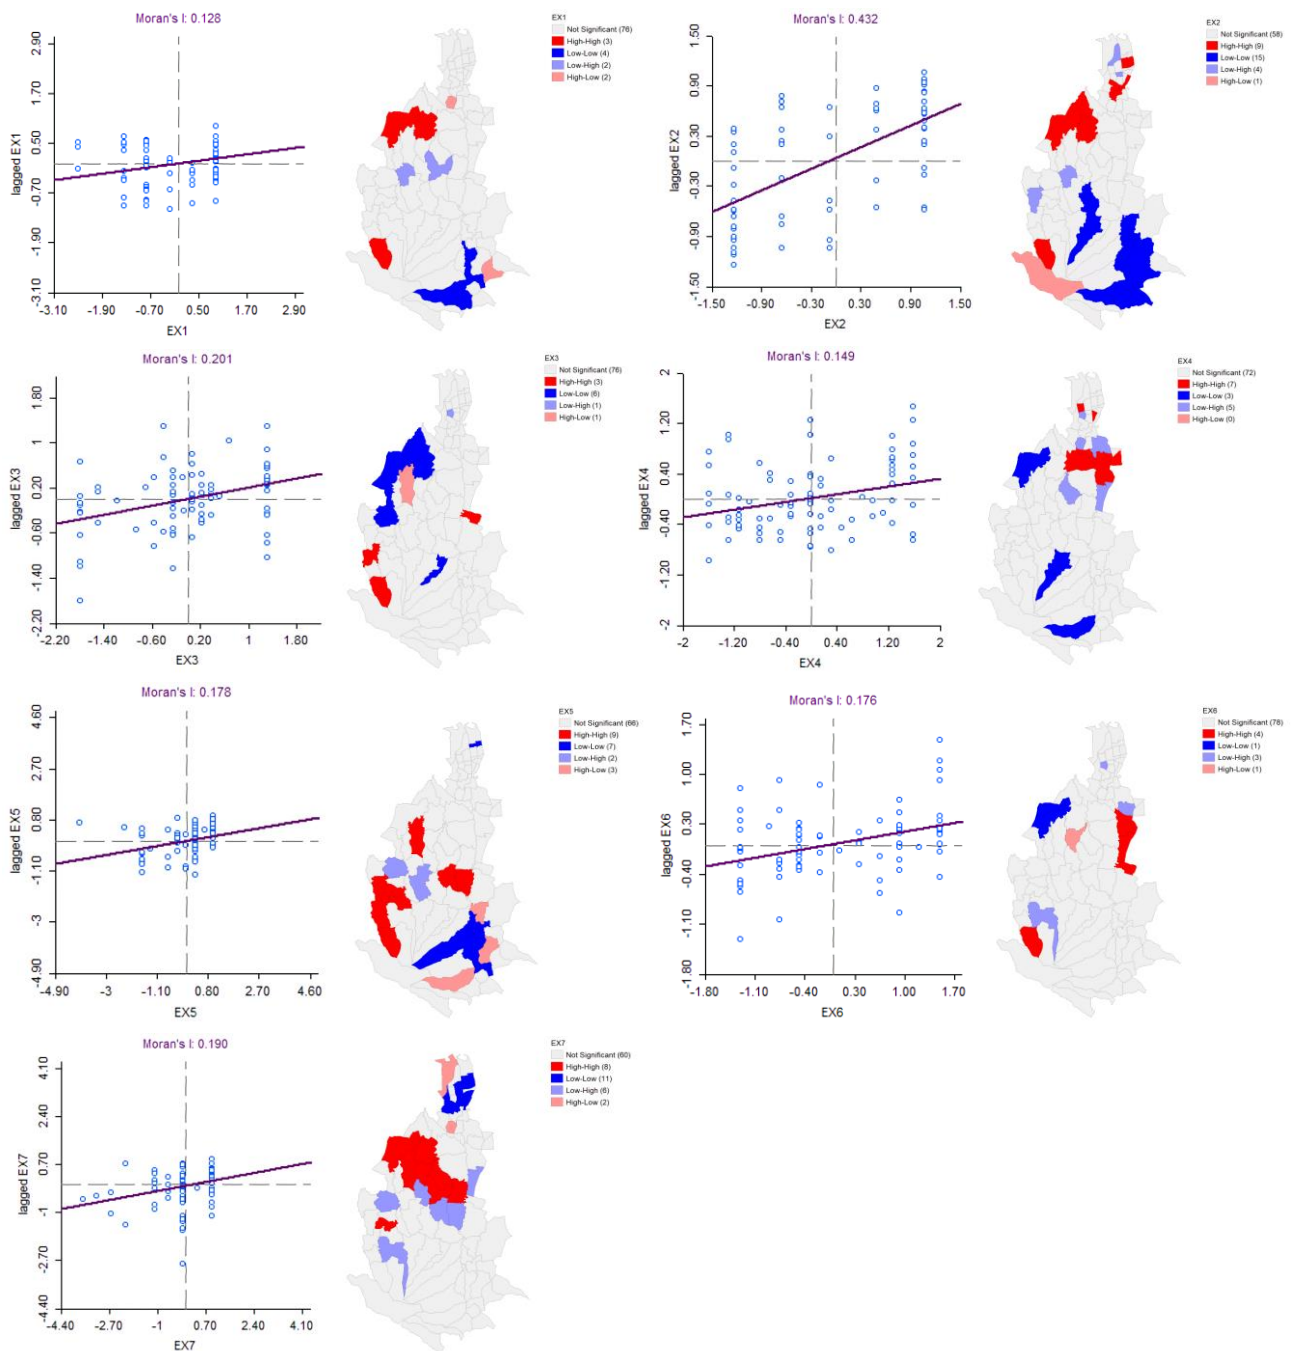 Moran's I: 0.128
2.90
1.70
0.50
-0.70
-1.90
-3.10
lagged EX1
-3.10 -1.90 -0.70 0.50 1.70 2.90
EX1
EX1
Not Significant (76)
High-High (3)
Low-Low (4)
Low-High (2)
High-Low (2)
Moran's I: 0.432
1.50
0.90
0.30
-0.30
-0.90
-1.50
lagged EX2
-1.50 -0.90 -0.30 0.30 0.90 1.50
EX2
EX2
Not Significant (58)
High-High (9)
Low-Low (15)
Low-High (4)
High-Low (1)
Moran's I: 0.201
1.80
1
0.20
-0.60
-1.40
-2.20
lagged EX3
-2.20 -1.40 -0.60 0.20 1 1.80
EX3
EX3
Not Significant (76)
High-High (3)
Low-Low (6)
Low-High (1)
High-Low (1)
Moran's I: 0.149
2
1.20
0.40
-0.40
-1.20
-2
lagged EX4
-2 -1.20 -0.40 0.40 1.20 2
EX4
EX4
Not Significant (72)
High-High (7)
Low-Low (3)
Low-High (5)
High-Low (0)
Moran's I: 0.178
4.60
2.70
0.80
-1.10
-3
-4.90
lagged EX5
-4.90 -3 -1.10 0.80 2.70 4.60
EX5
EX5
Not Significant (66)
High-High (9)
Low-Low (7)
Low-High (2)
High-Low (3)
Moran's I: 0.176
1.70
1.00
0.30
-0.40
-1.10
-1.80
lagged EX6
-1.80 -1.10 -0.40 0.30 1.00 1.70
EX6
EX6
Not Significant (78)
High-High (4)
Low-Low (1)
Low-High (3)
High-Low (1)
Moran's I: 0.190
4.10
2.40
0.70
-1
-2.70
-4.40
lagged EX7
-4.40 -2.70 -1 0.70 2.40 4.10
EX7
EX7
Not Significant (60)
High-High (8)
Low-Low (11)
Low-High (6)
High-Low (2)